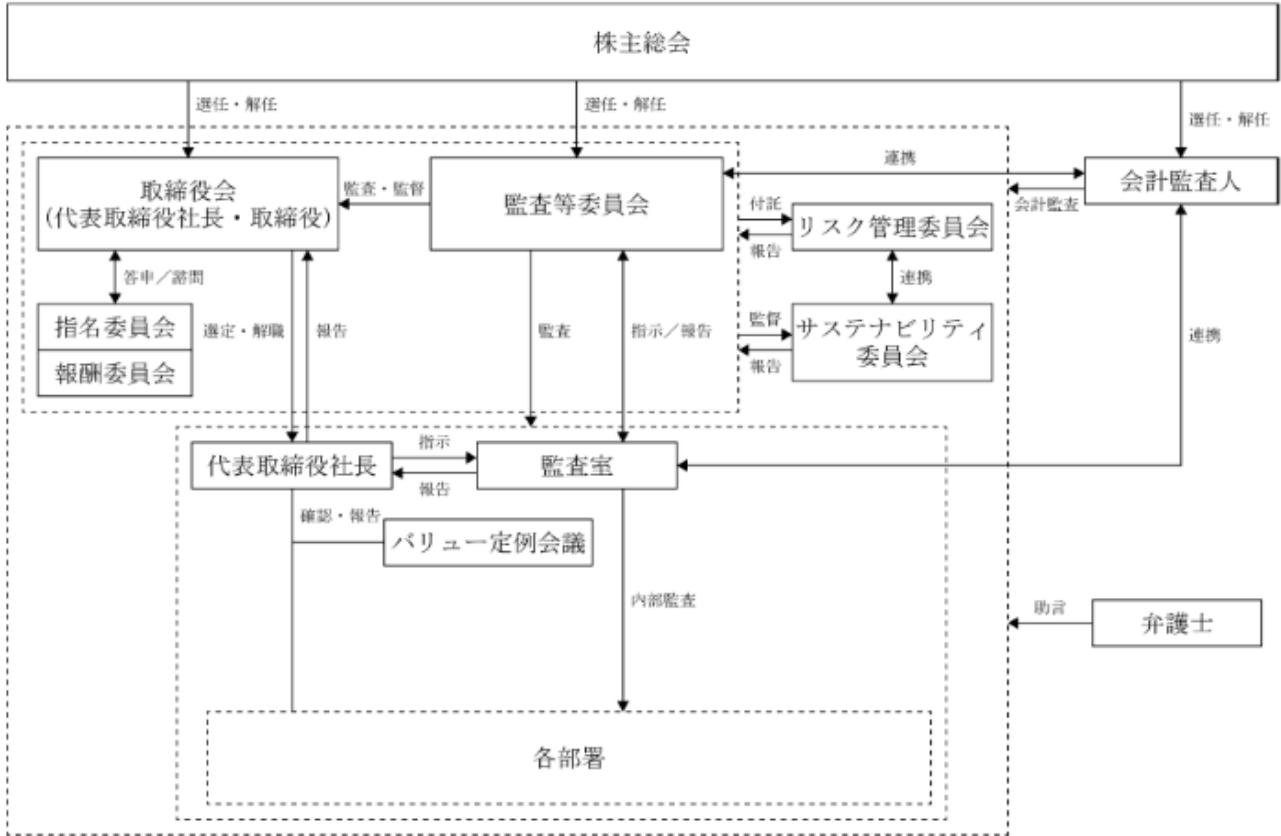 株主総会
選任・解任
選任・解任
選任・解任
取締役会
(代表取締役社長・取締役)
監査・監督
監査等委員会
連携
会計監査人
会計監査
付託
報告
リスク管理委員会
答申／諮問
連携
指名委員会
報酬委員会
選定・解職
報告
監査
指示／報告
監督
報告
サステナビリティ
委員会
連携
代表取締役社長
指示
報告
監査室
確認・報告
バリュー定例会議
内部監査
助言
弁護士
各部署